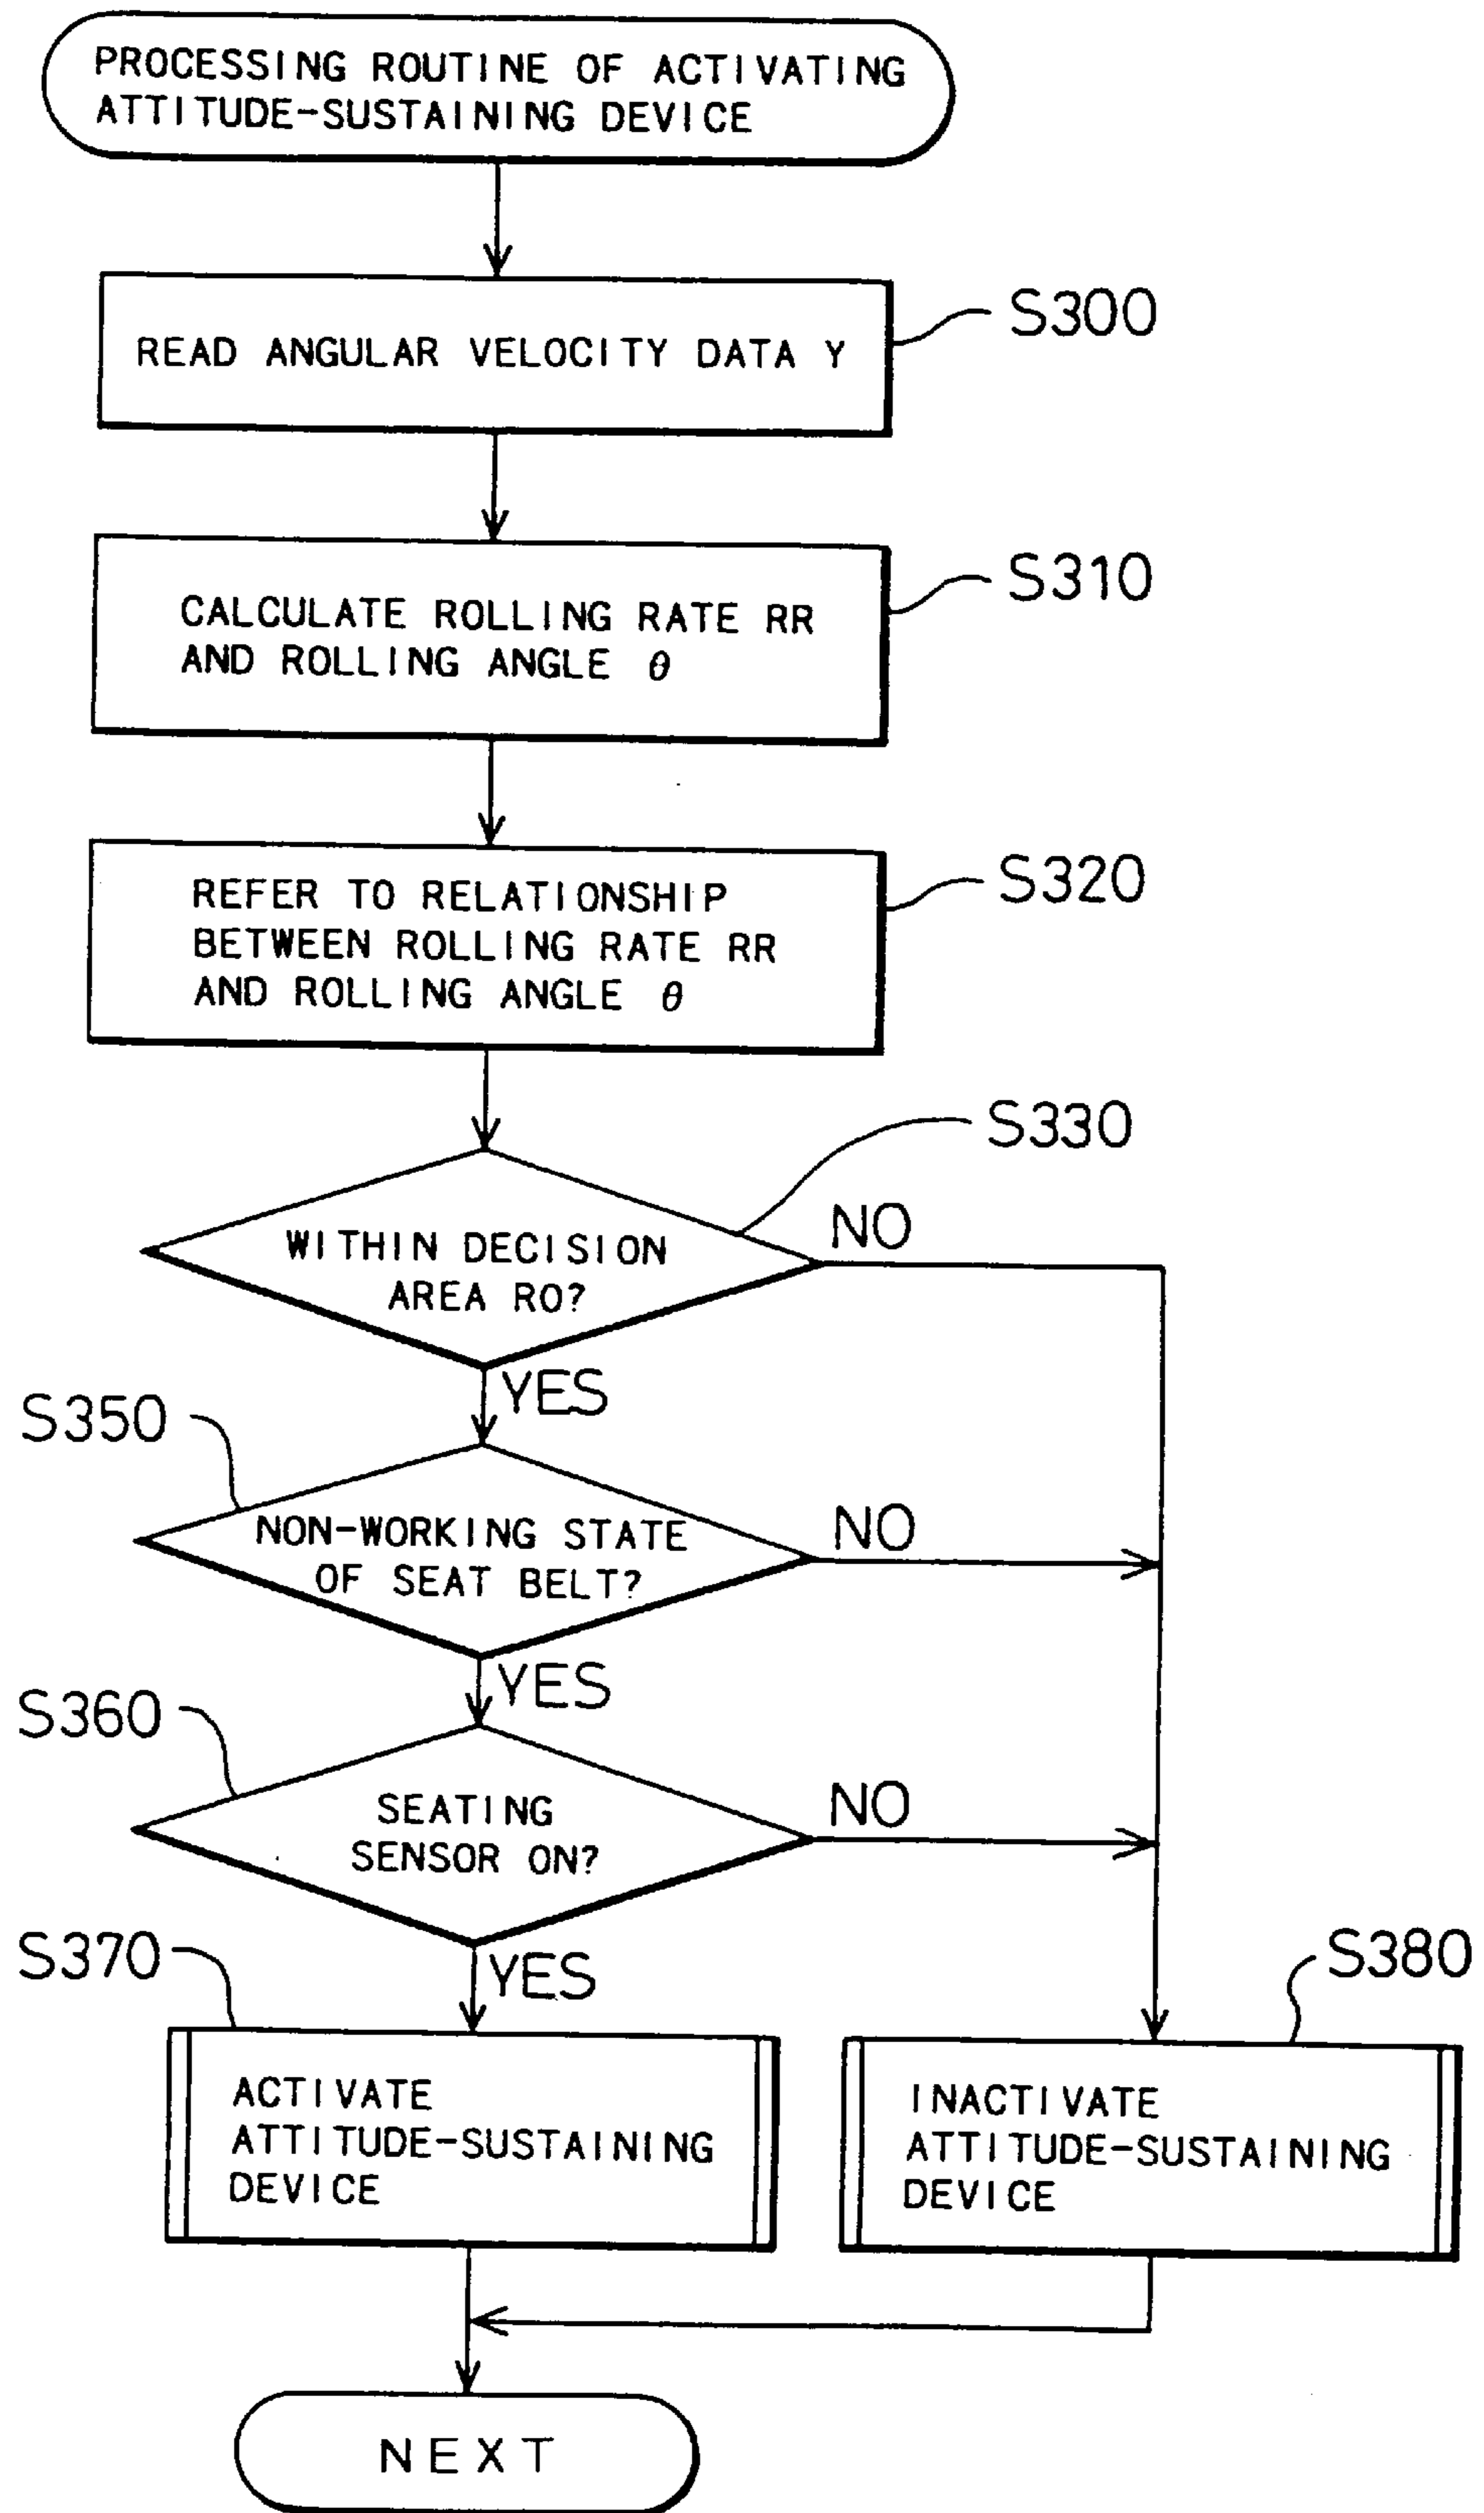 PROCESSING ROUTINE OF ACTIVATING
ATTITUDE-SUSTAINING DEVICE
S300
READ ANGULAR VELOCITY DATA Y
S310
CALCULATE ROLLING RATE RR
AND ROLLING ANGLE θ
S320
REFER TO RELATIONSHIP
BETWEEN ROLLING RATE RR
AND ROLLING ANGLE θ
S330
WITHIN DECISION
AREA RO?
NO
YES
S350
NON-WORKING STATE
OF SEAT BELT?
NO
YES
S360
SEATING
SENSOR ON?
NO
YES
S370
ACTIVATE
ATTITUDE-SUSTAINING
DEVICE
S380
INACTIVATE
ATTITUDE-SUSTAINING
DEVICE
NEXT